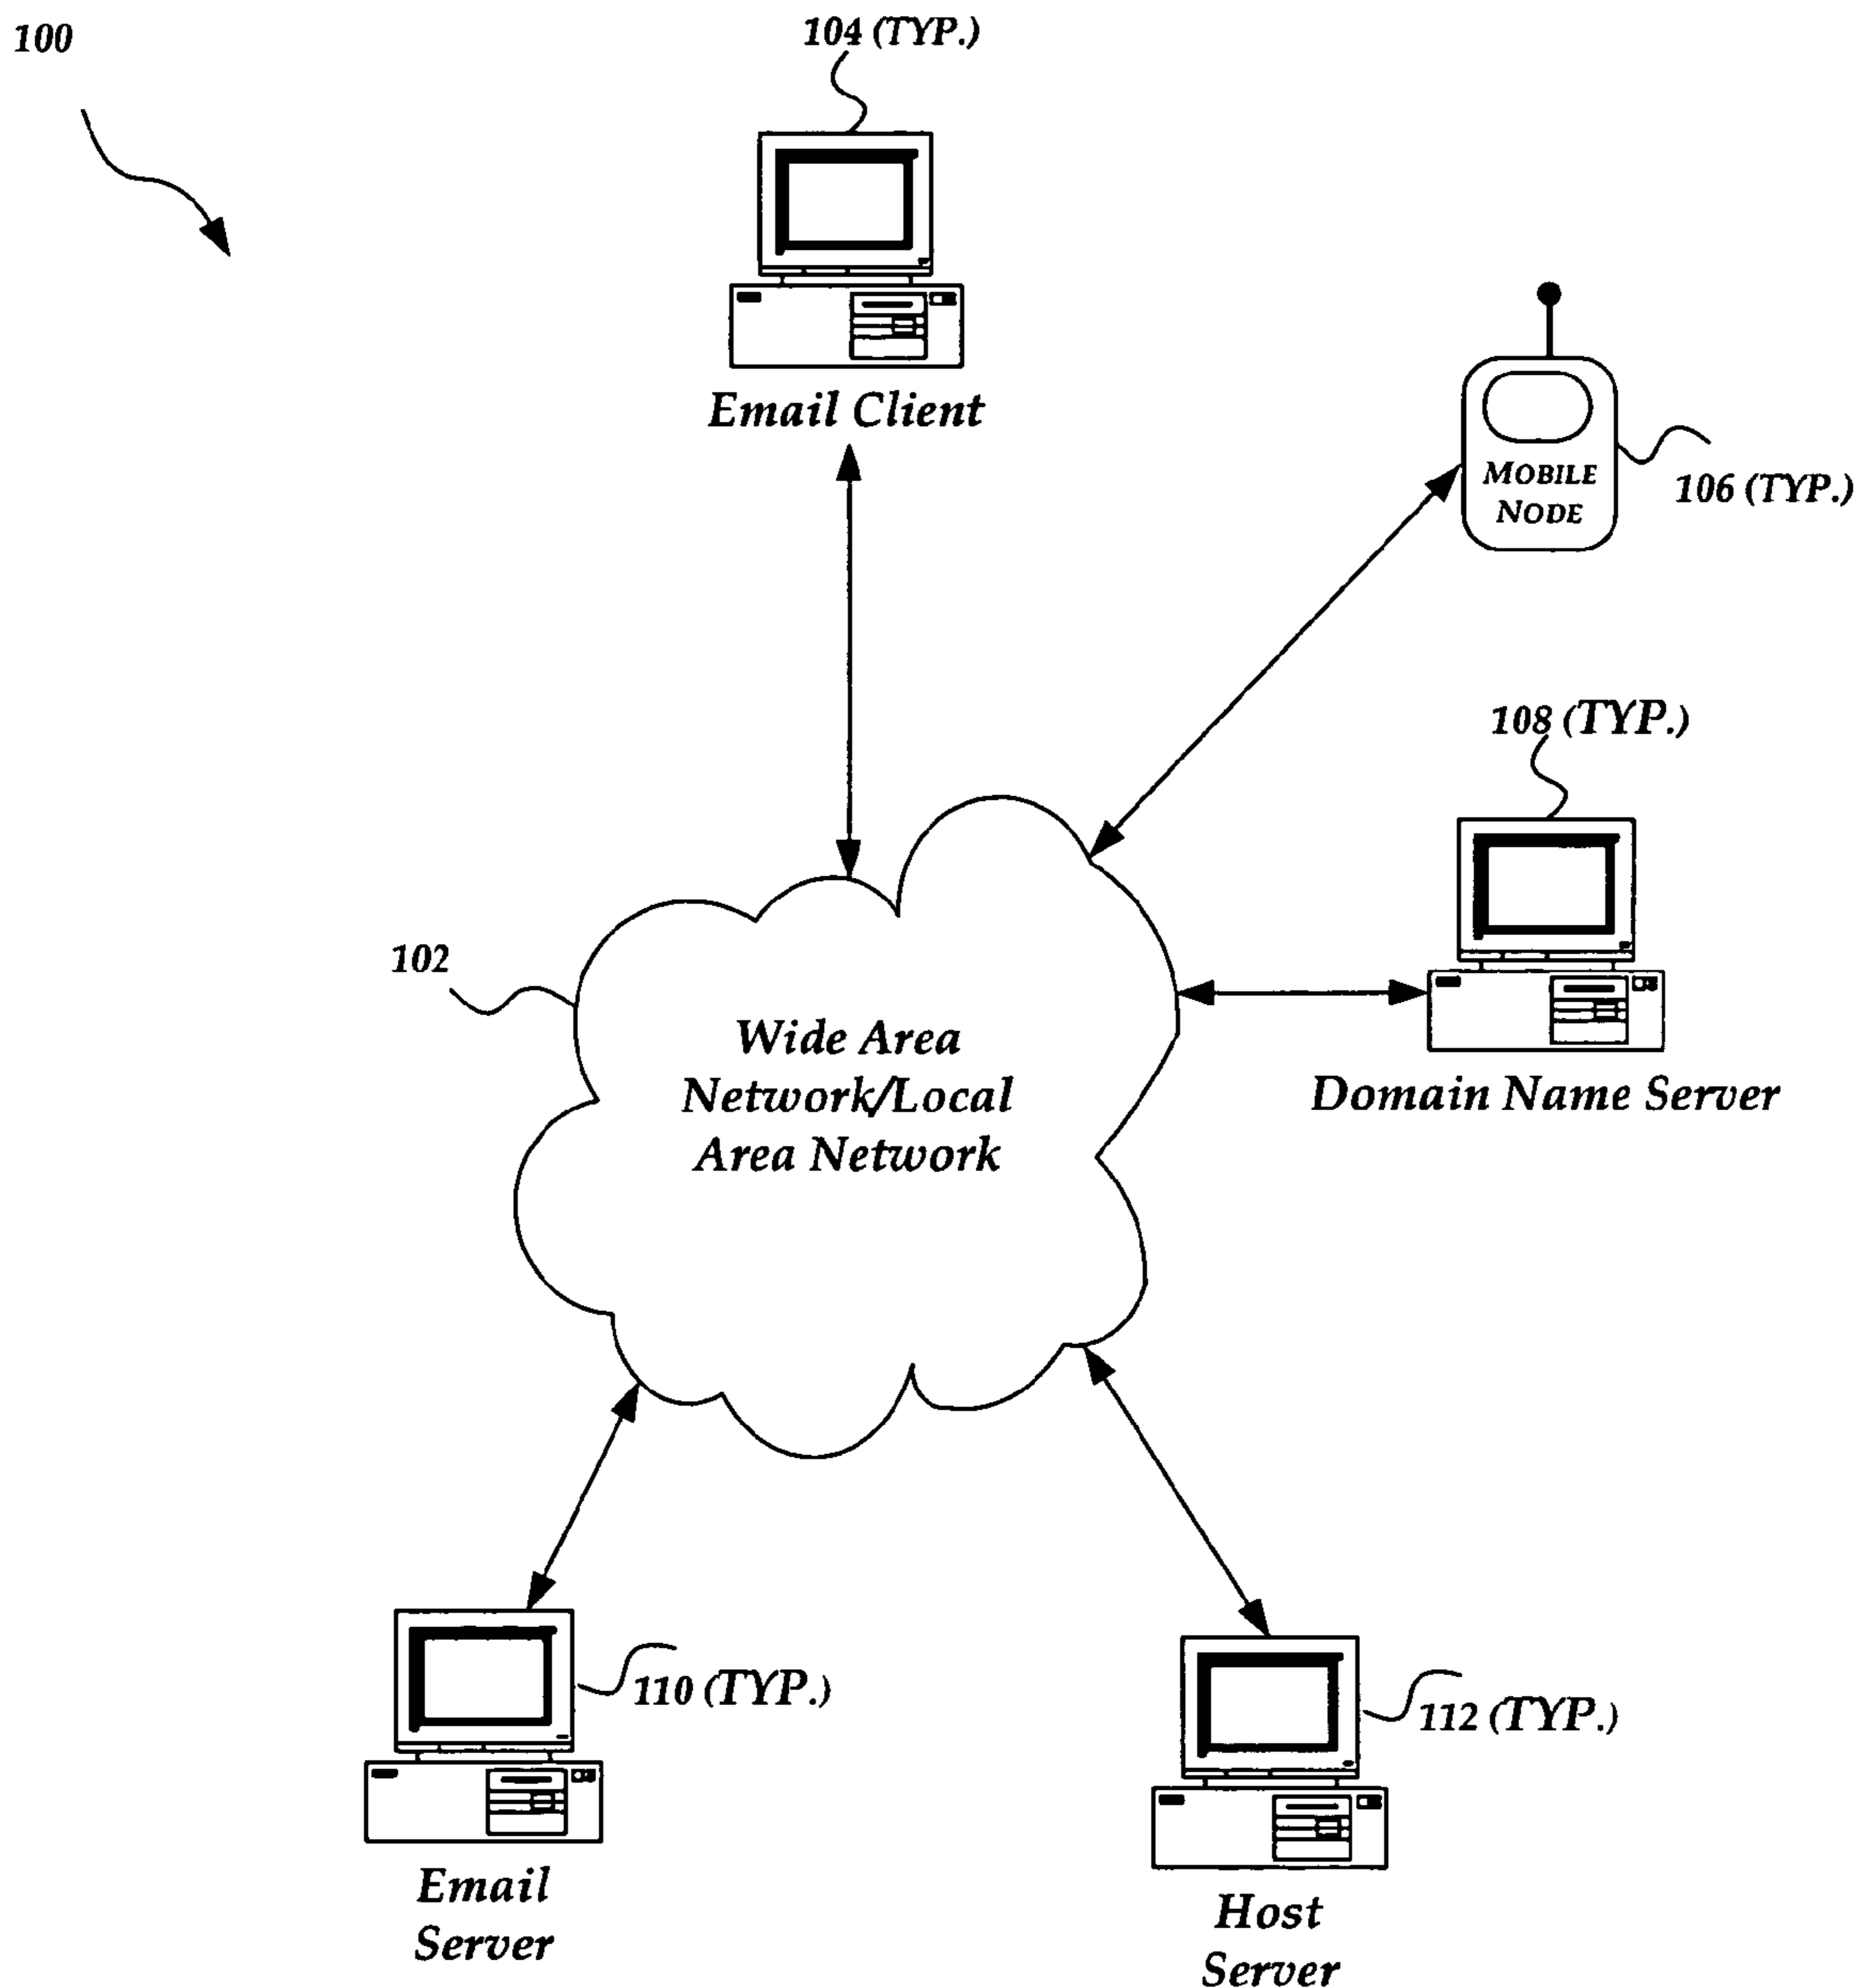 100
104 (TYP.)
Email Client
MOBILE
NODE
106 (TYP.)
108 (TYP.)
102
Wide Area
Network/Local
Area Network
Domain Name Server
110 (TYP.)
112 (TYP.)
Email
Server
Host
Server